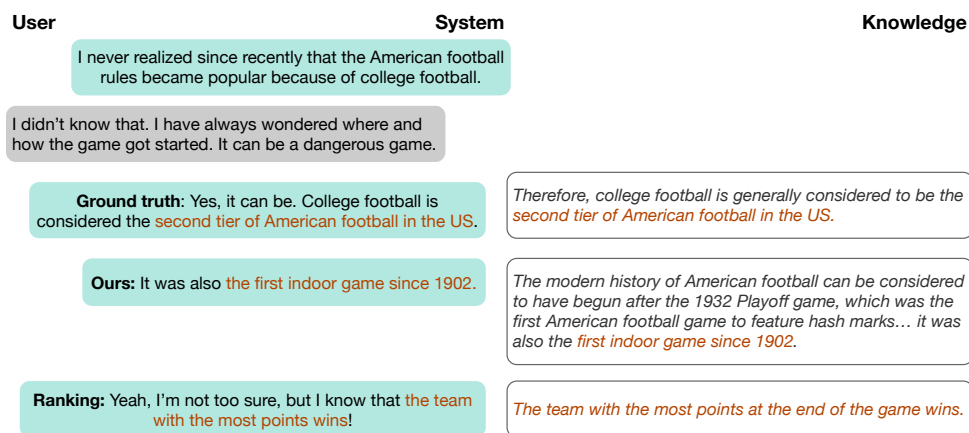 User System Knowledge
I never realized since recently that the American football
rules became popular because of college football.
I didn't know that. I have always wondered where and
how the game got started. It can be a dangerous game.
Ground truth: Yes, it can be. College football is
considered the second tier of American football in the US.
Therefore, college football is generally considered to be the
second tier of American football in the US.
Ours: It was also the first indoor game since 1902.
The modern history of American football can be considered
to have begun after the 1932 Playoff game, which was the
first American football game to feature hash marks… it was
also the first indoor game since 1902.
Ranking: Yeah, I'm not too sure, but I know that the team
with the most points wins!
The team with the most points at the end of the game wins.